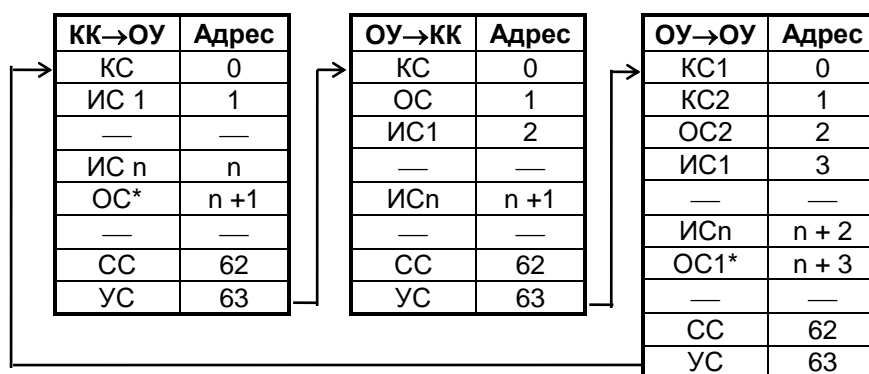 КК→ОУ Адрес
КС 0
ИС 1 1
— —
ИС n n
ОС* n +1
— —
СС 62
УС 63
ОУ→КК Адрес
КС 0
ОС 1
ИС1 2
— —
ИСn n +1
— —
СС 62
УС 63
ОУ→ОУ Адрес
КС1 0
КС2 1
ОС2 2
ИС1 3
— —
ИСn n + 2
ОС1* n + 3
— —
СС 62
УС 63